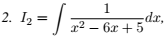 2. I₂ = ∫ 1/(x² − 6x + 5) dx,